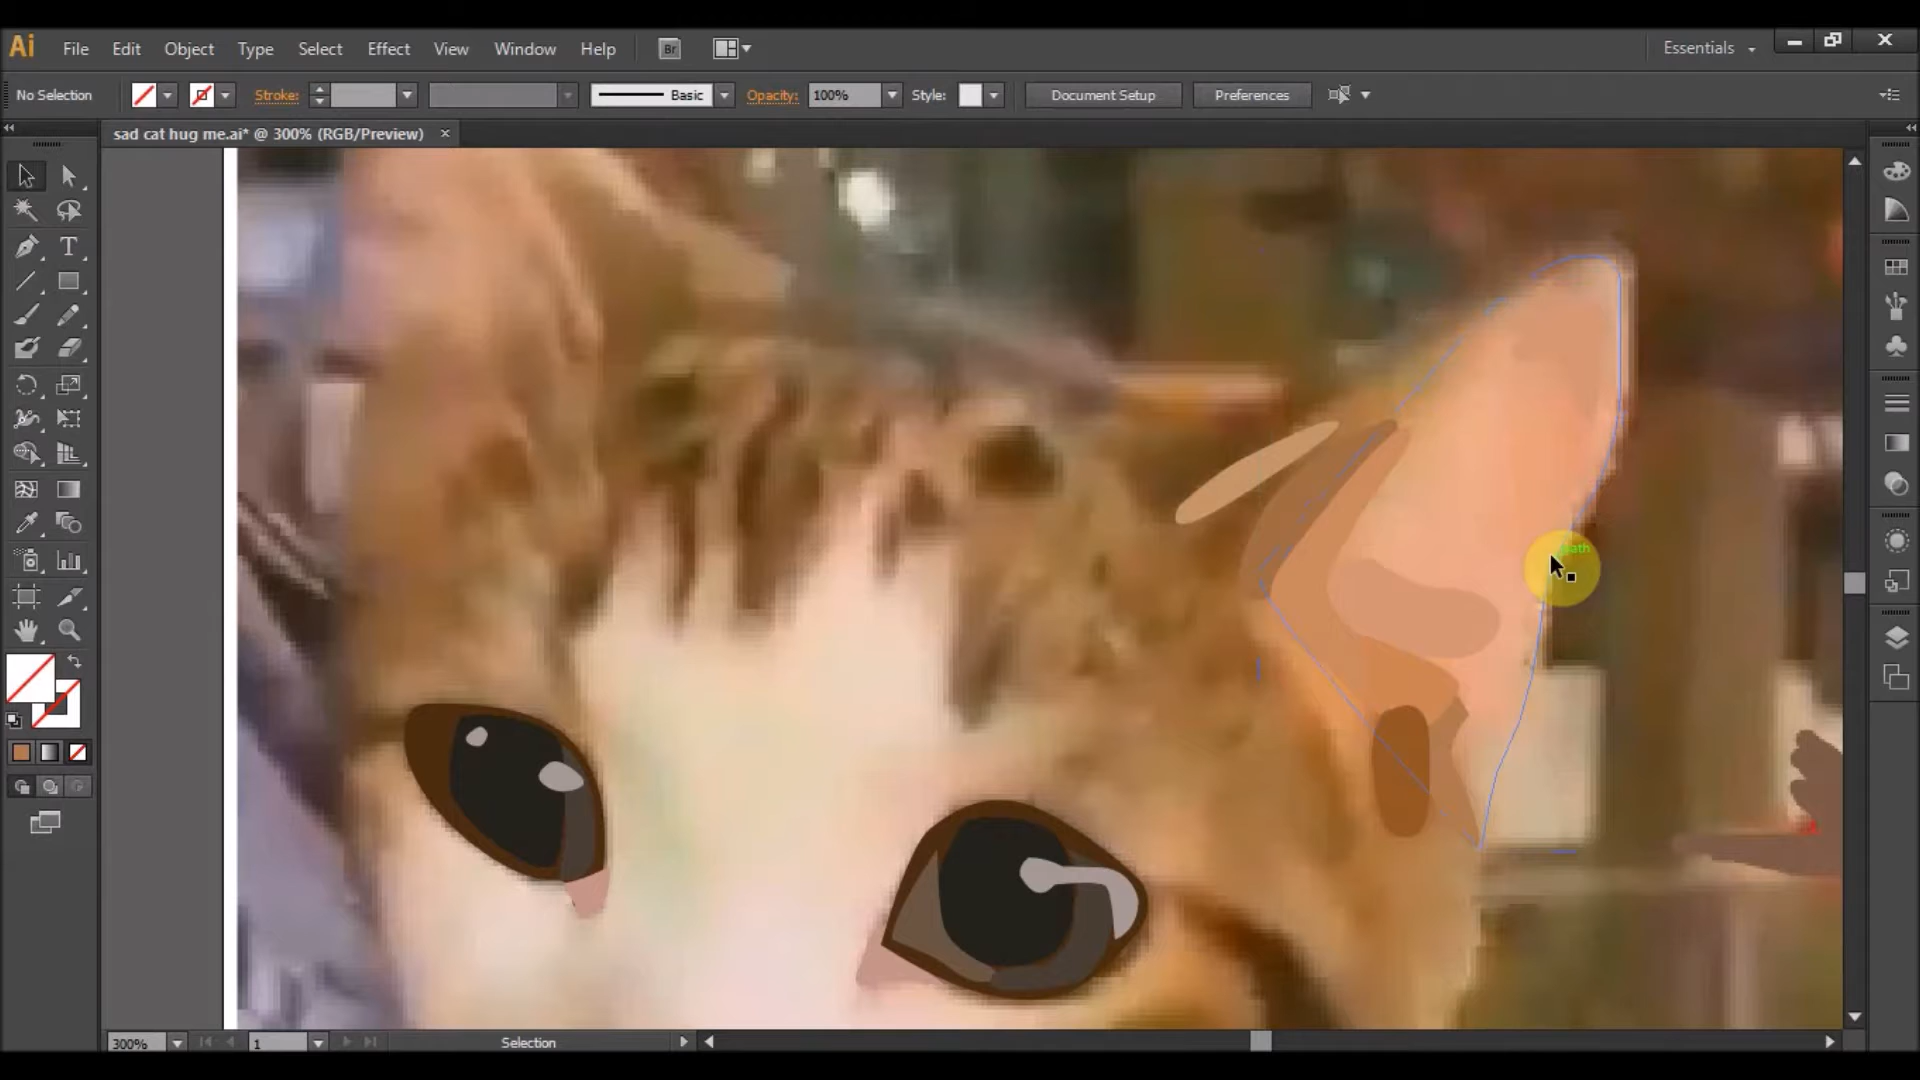 Ai File Edit Object Type Select Effect View Window Help Br Essentials
No Selection Stroke: Basic Opacity: 100% Style: Document Setup Preferences
sad cat hug me.ai* @ 300% (RGB/Preview)
T
path
300% 1 Selection